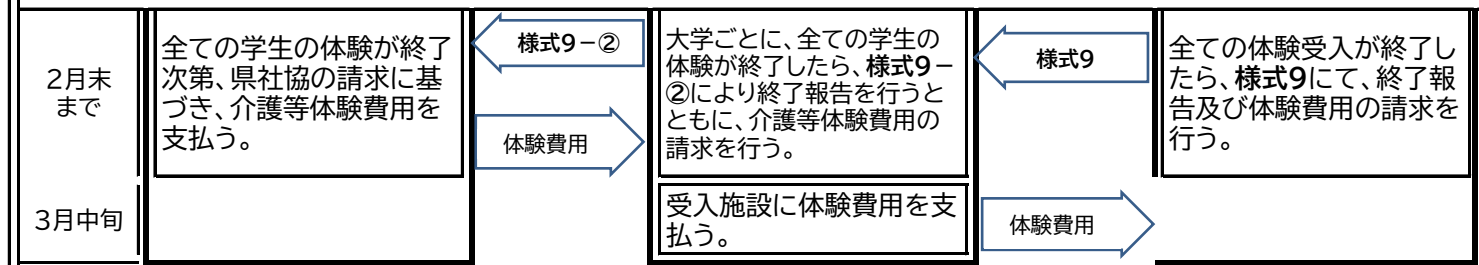 2月末
まで
全ての学生の体験が終了
次第、県社協の請求に基
づき、介護等体験費用を
支払う。
様式9－②
体験費用
大学ごとに、全ての学生の
体験が終了したら、様式9－
②により終了報告を行うと
ともに、介護等体験費用の
請求を行う。
様式9
全ての体験受入が終了し
たら、様式9にて、終了報
告及び体験費用の請求を
行う。
3月中旬
受入施設に体験費用を支
払う。
体験費用